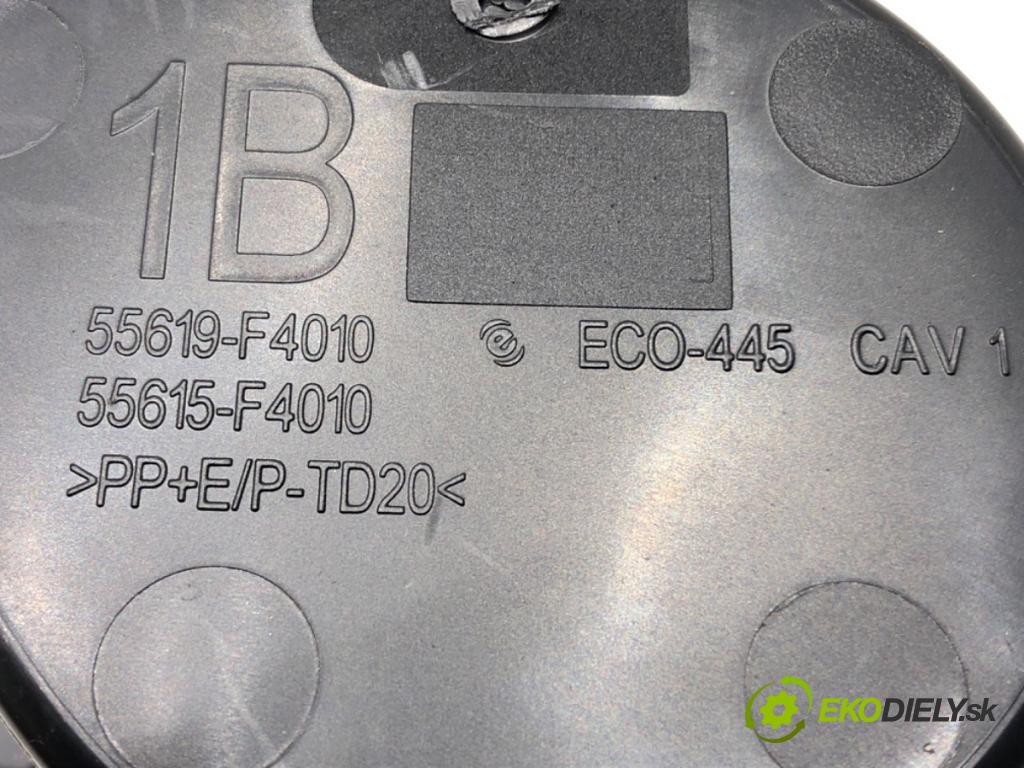 1B
55619-F4010 e ECO-445 CAV 1
55615-F4010
>PP+E/P-TD20<
EKODIELY.sk